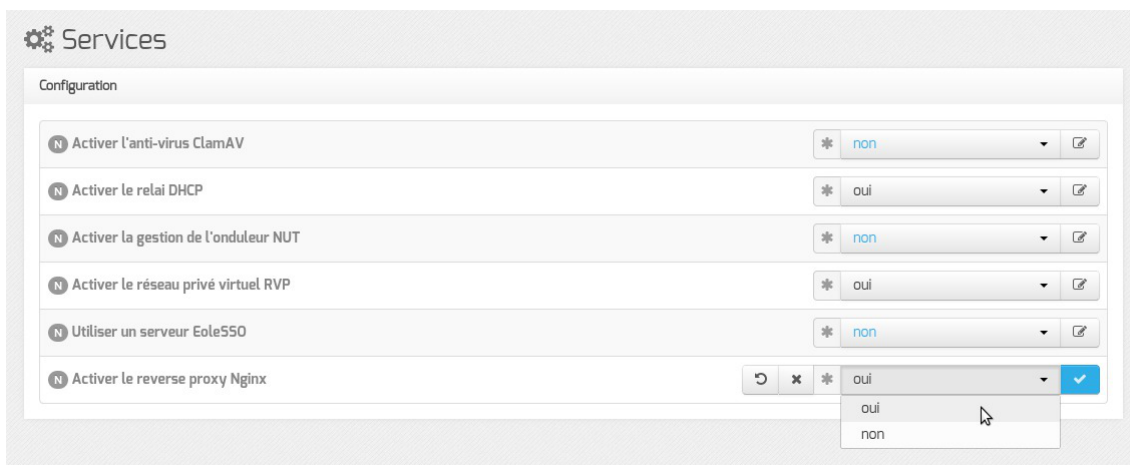 Services
Configuration
N Activer l'anti-virus ClamAV * non
N Activer le relai DHCP * oui
N Activer la gestion de l'onduleur NUT * non
N Activer le réseau privé virtuel RVP * oui
N Utiliser un serveur EoleSSO * non
N Activer le reverse proxy Nginx * oui
oui
non